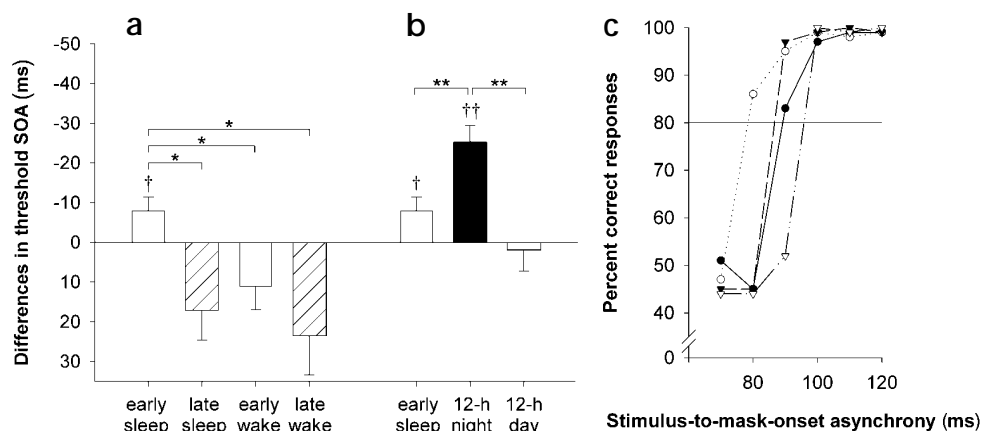 a
b
c
Differences in threshold SOA (ms)
-50
-40
-30
-20
-10
0
10
20
30
*
*
*
†
early sleep
late sleep
early wake
late wake
**
**
†
††
early sleep
12-h night
12-h day
Percent correct responses
100
90
80
70
60
50
40
0
80
100
120
Stimulus-to-mask-onset asynchrony (ms)